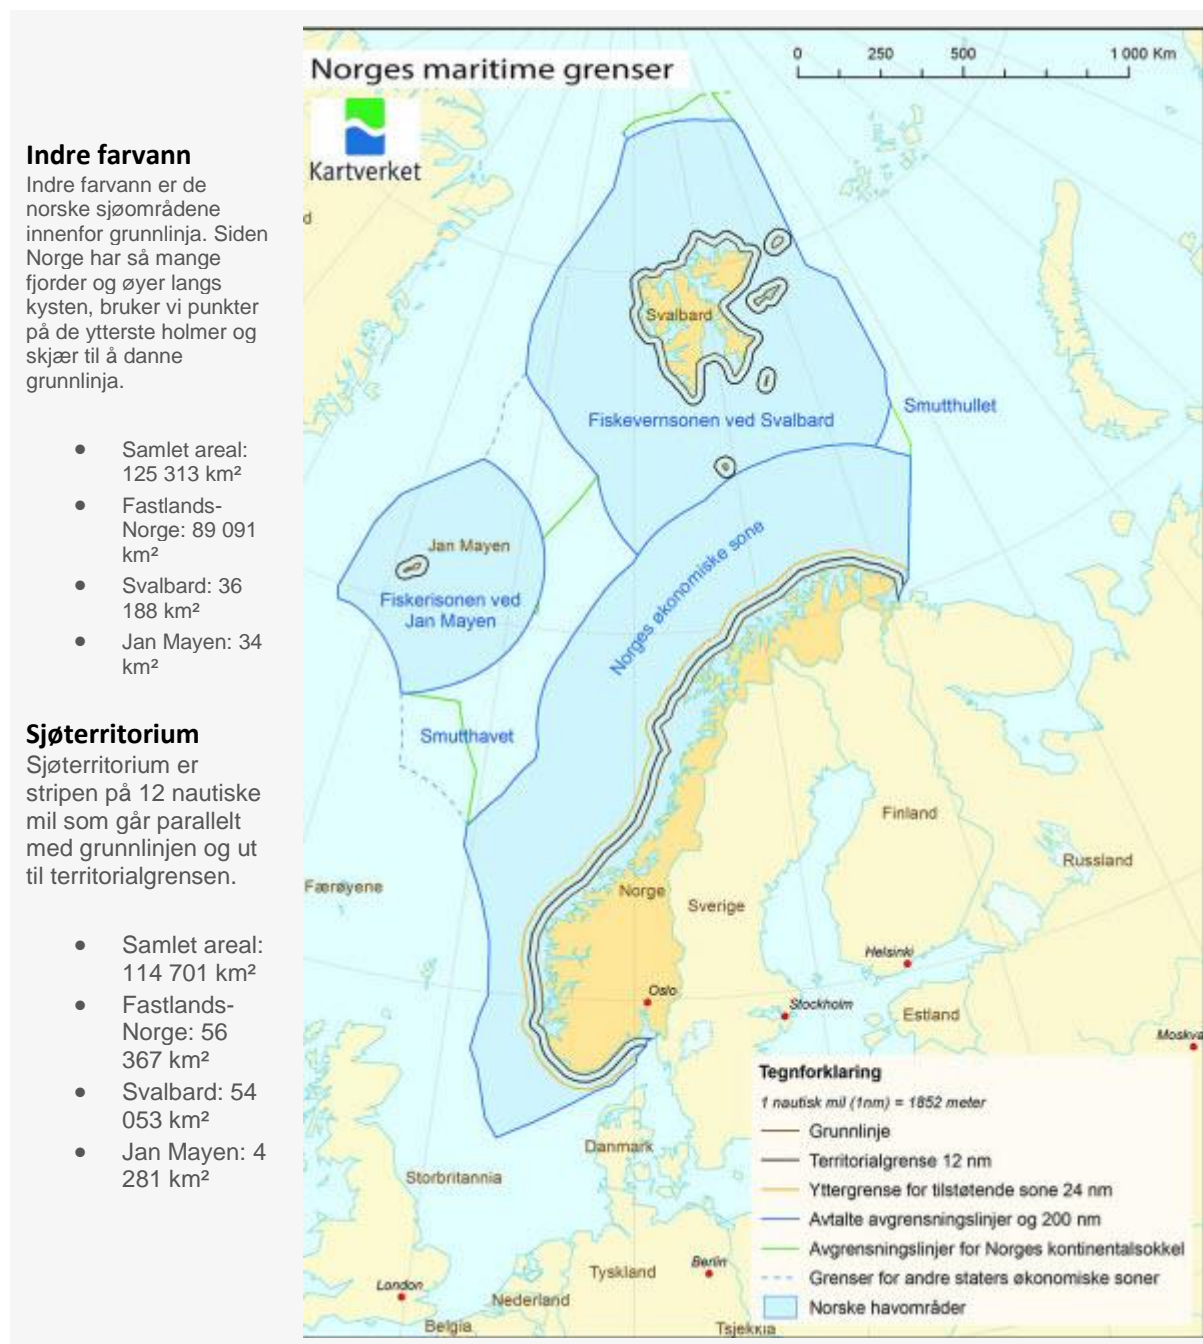 Indre farvann
Indre farvann er de
norske sjøområdene
innenfor grunnlinja. Siden
Norge har så mange
fjorder og øyer langs
kysten, bruker vi punkter
på de ytterste holmer og
skjær til å danne
grunnlinja.
• Samlet areal:
125 313 km²
• Fastlands-
Norge: 89 091
km²
• Svalbard: 36
188 km²
• Jan Mayen: 34
km²
Sjøterritorium
Sjøterritorium er
stripen på 12 nautiske
mil som går parallelt
med grunnlinjen og ut
til territorialgrensen.
• Samlet areal:
114 701 km²
• Fastlands-
Norge: 56
367 km²
• Svalbard: 54
053 km²
• Jan Mayen: 4
281 km²
Norges maritime grenser
0 250 500 1 000 Km
Kartverket
d
Svalbard
Smutthullet
Fiskevernsonen ved Svalbard
Jan Mayen
Fiskerisonen ved
Jan Mayen
Norges økonomiske sone
Smutthavet
Finland
Russland
Færøyene
Norge
Sverige
Helsinki
Oslo
Stockholm
Estland
Moskva
Danmark
Storbritannia
Tyskland
Berlin
London
Nederland
Belgia
Tsjekkia
Tegnforklaring
1 nautisk mil (1nm) = 1852 meter
Grunnlinje
Territorialgrense 12 nm
Yttergrense for tilstøtende sone 24 nm
Avtalte avgrensningslinjer og 200 nm
Avgrensningslinjer for Norges kontinentalsokkel
Grenser for andre staters økonomiske soner
Norske havområder